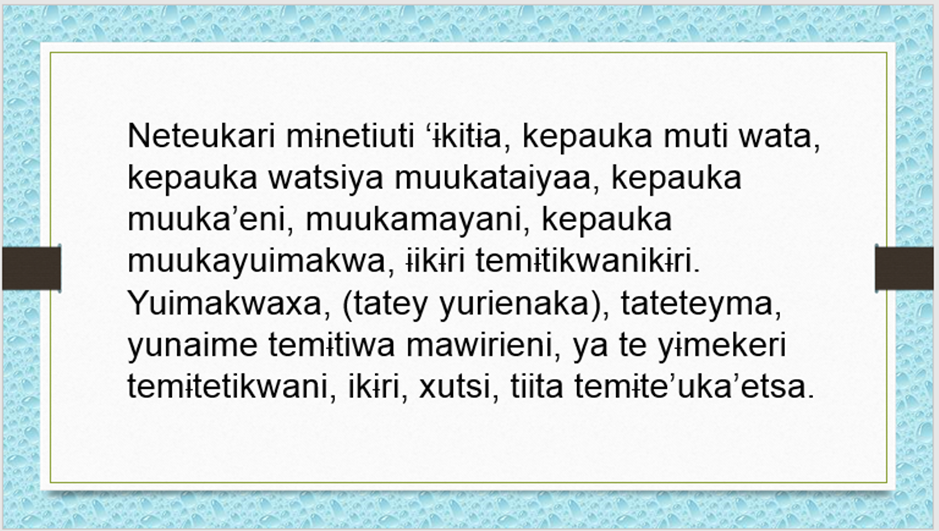 Neteukari mɨnetiuti ‘ɨkitɨa, kepauka muti wata,
kepauka watsiya muukataiyaa, kepauka
muuka’eni, muukamayani, kepauka
muukayuimakwa, ɨikɨri temɨtikwanikɨri.
Yuimakwaxa, (tatey yurienaka), tateteyma,
yunaime temɨtiwa mawirieni, ya te yɨmekeri
temɨtetikwani, ikɨri, xutsi, tiita temɨte’uka’etsa.